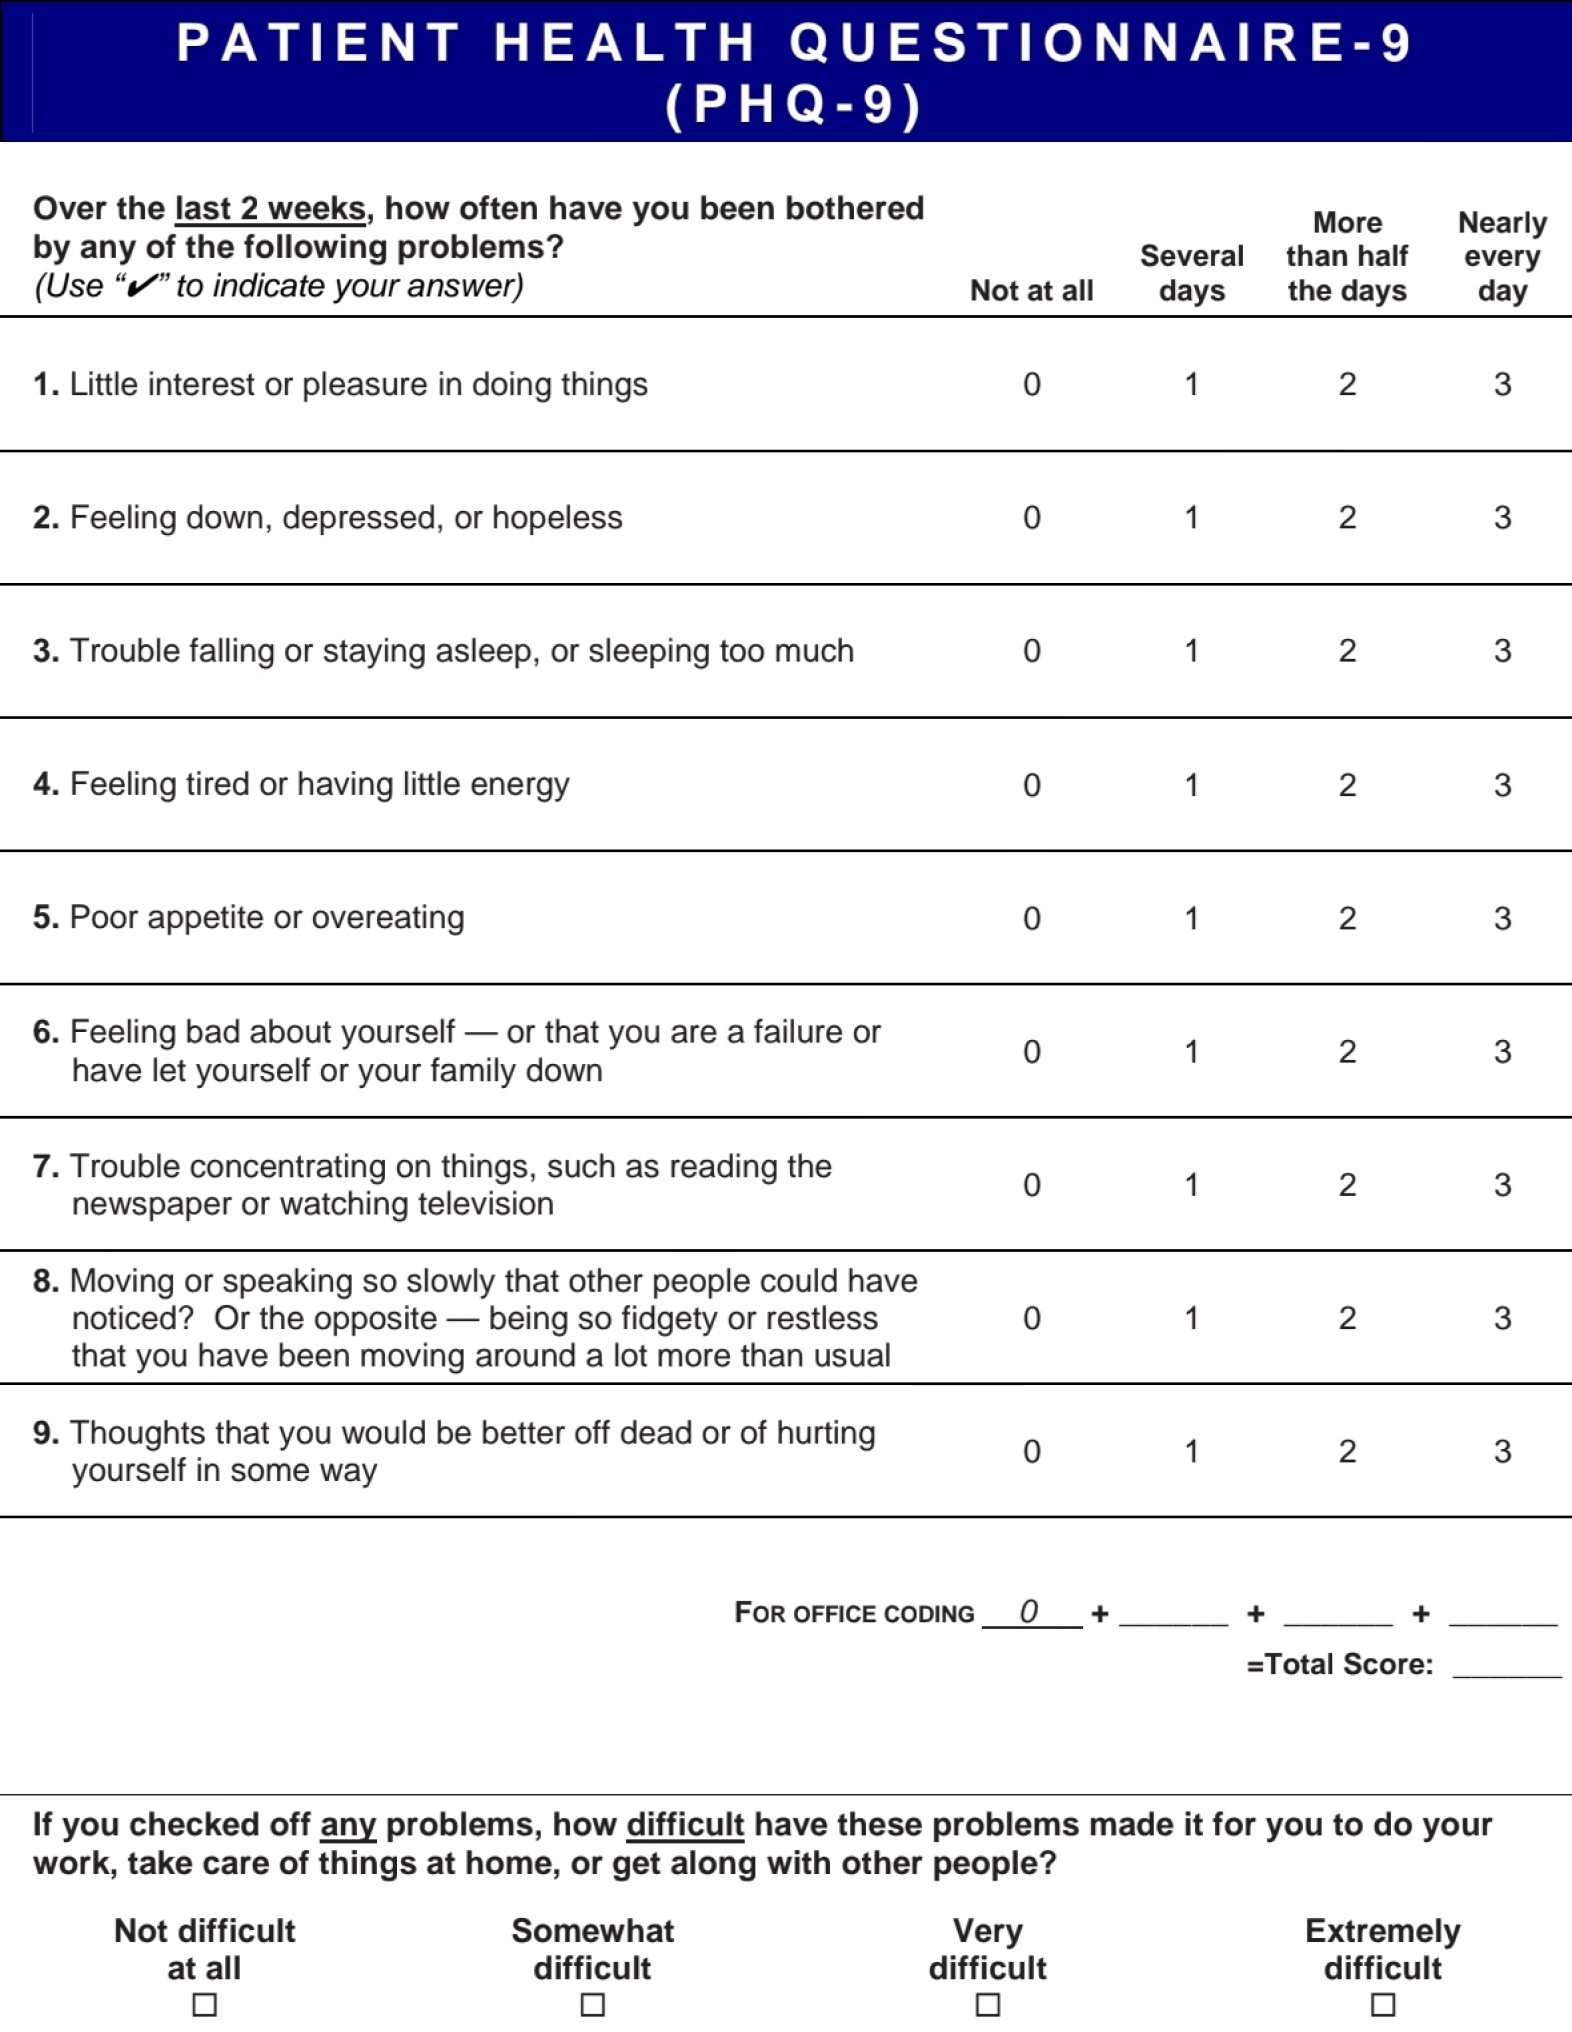 PATIENT HEALTH QUESTIONNAIRE-9
(PHQ-9)
Over the last 2 weeks, how often have you been bothered
by any of the following problems?
(Use “✔” to indicate your answer)
Not at all
Several
days
More
than half
the days
Nearly
every
day
1. Little interest or pleasure in doing things 0 1 2 3
2. Feeling down, depressed, or hopeless 0 1 2 3
3. Trouble falling or staying asleep, or sleeping too much 0 1 2 3
4. Feeling tired or having little energy 0 1 2 3
5. Poor appetite or overeating 0 1 2 3
6. Feeling bad about yourself — or that you are a failure or
have let yourself or your family down 0 1 2 3
7. Trouble concentrating on things, such as reading the
newspaper or watching television 0 1 2 3
8. Moving or speaking so slowly that other people could have
noticed? Or the opposite — being so fidgety or restless 0 1 2 3
that you have been moving around a lot more than usual
9. Thoughts that you would be better off dead or of hurting
yourself in some way 0 1 2 3
FOR OFFICE CODING 0 + ______ + ______ + ______
=Total Score: ______
If you checked off any problems, how difficult have these problems made it for you to do your
work, take care of things at home, or get along with other people?
Not difficult
at all
☐
Somewhat
difficult
☐
Very
difficult
☐
Extremely
difficult
☐